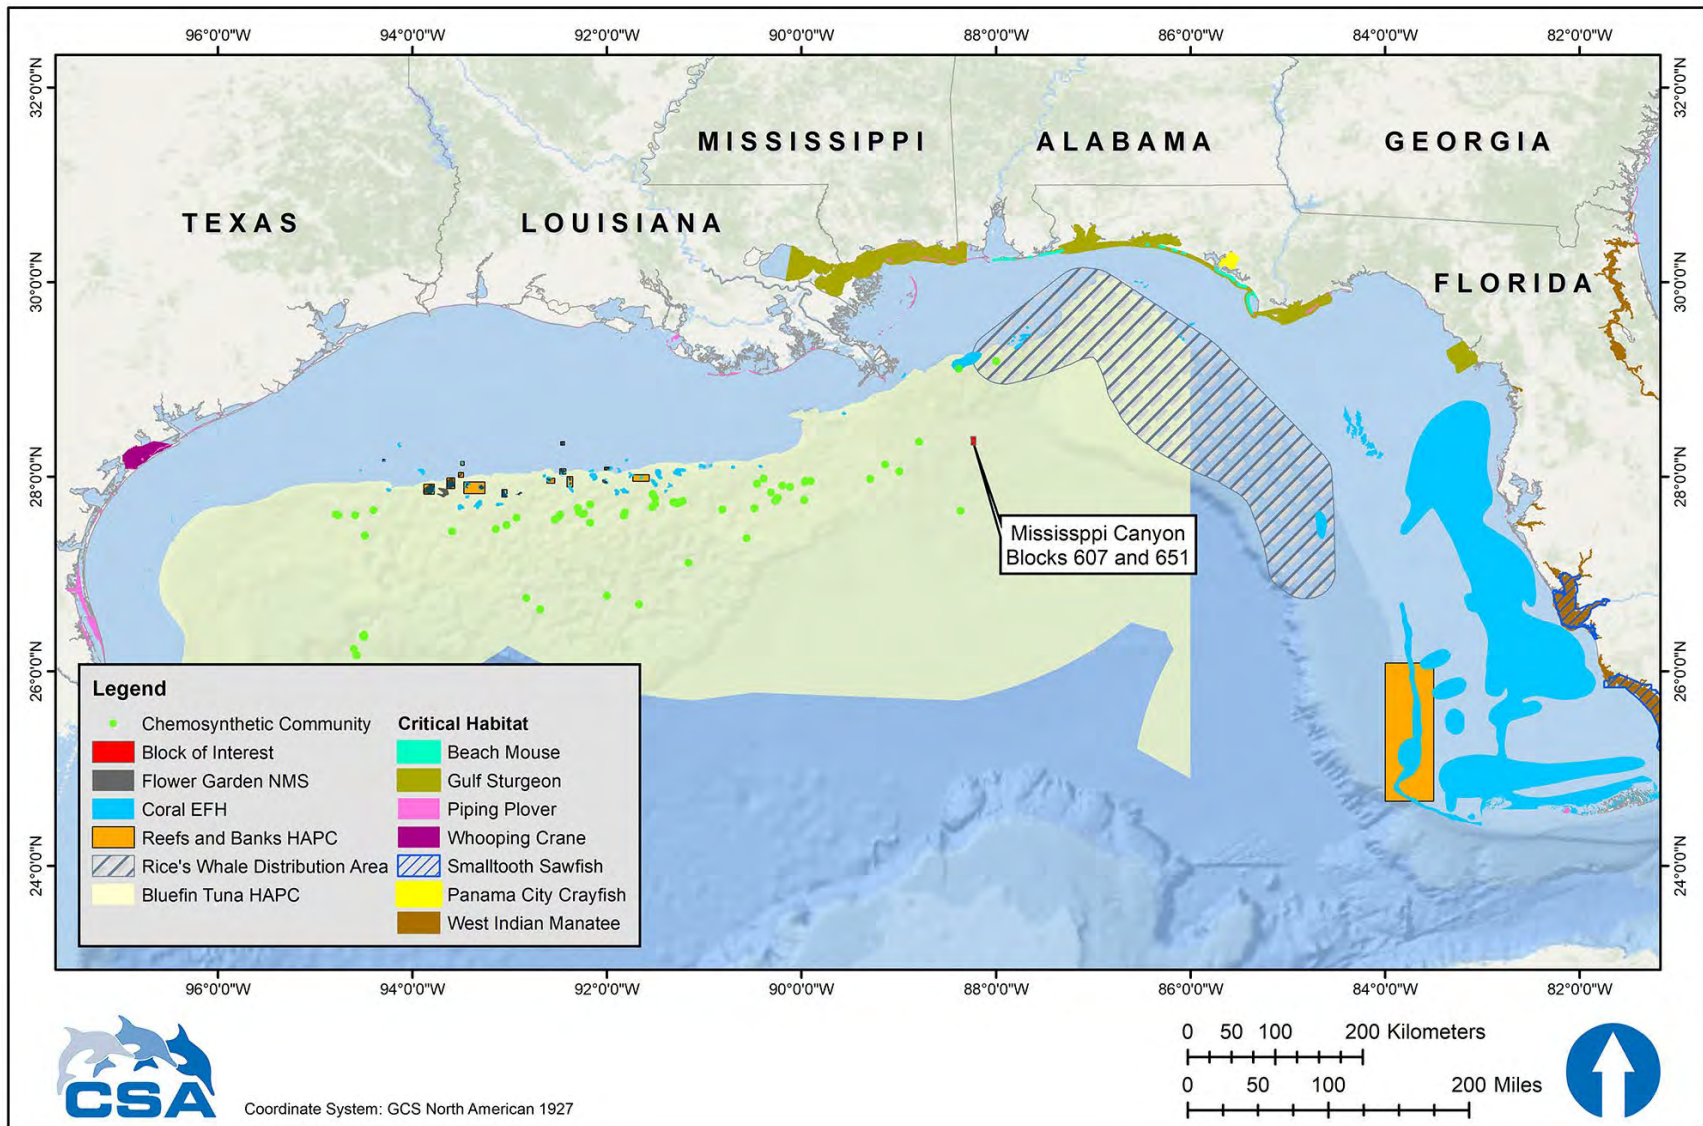 96°0'0"W 94°0'0"W 92°0'0"W 90°0'0"W 88°0'0"W 86°0'0"W 84°0'0"W 82°0'0"W
32°0'0"N 32°0'0"N
MISSISSIPPI ALABAMA GEORGIA
TEXAS LOUISIANA
30°0'0"N FLORIDA 30°0'0"N
28°0'0"N 28°0'0"N
Mississppi Canyon
Blocks 607 and 651
26°0'0"N 26°0'0"N
Legend
Chemosynthetic Community
Block of Interest
Flower Garden NMS
Coral EFH
Reefs and Banks HAPC
Rice's Whale Distribution Area
Bluefin Tuna HAPC
Critical Habitat
Beach Mouse
Gulf Sturgeon
Piping Plover
Whooping Crane
Smalltooth Sawfish
Panama City Crayfish
West Indian Manatee
24°0'0"N 24°0'0"N
96°0'0"W 94°0'0"W 92°0'0"W 90°0'0"W 88°0'0"W 86°0'0"W 84°0'0"W 82°0'0"W
CSA
Coordinate System: GCS North American 1927
0 50 100 200 Kilometers
0 50 100 200 Miles